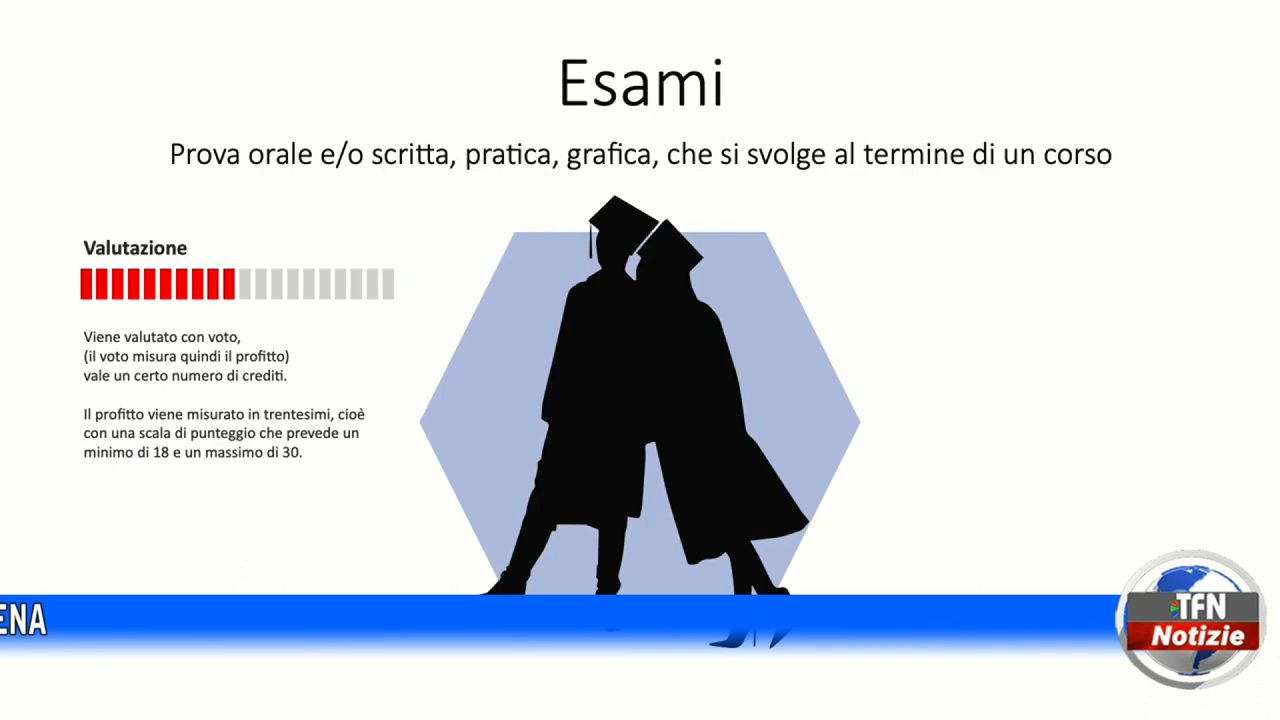 Esami
Prova orale e/o scritta, pratica, grafica, che si svolge al termine di un corso
Valutazione
Viene valutato con voto,
(il voto misura quindi il profitto)
vale un certo numero di crediti.
Il profitto viene misurato in trentesimi, cioè
con una scala di punteggio che prevede un
minimo di 18 e un massimo di 30.
ENA
TFN
Notizie